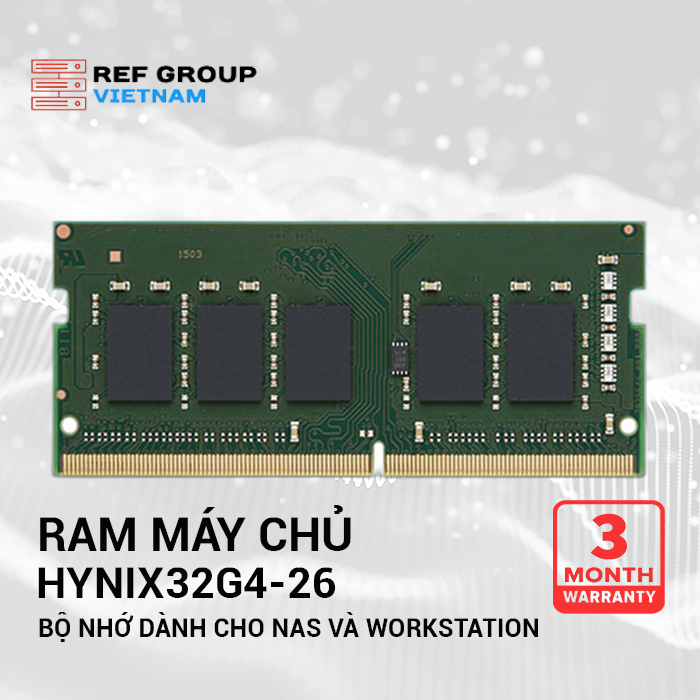 REF GROUP
VIETNAM
1503
RAM MÁY CHỦ
HYNIX32G4-26
BỘ NHỚ DÀNH CHO NAS VÀ WORKSTATION
3
MONTH
WARRANTY